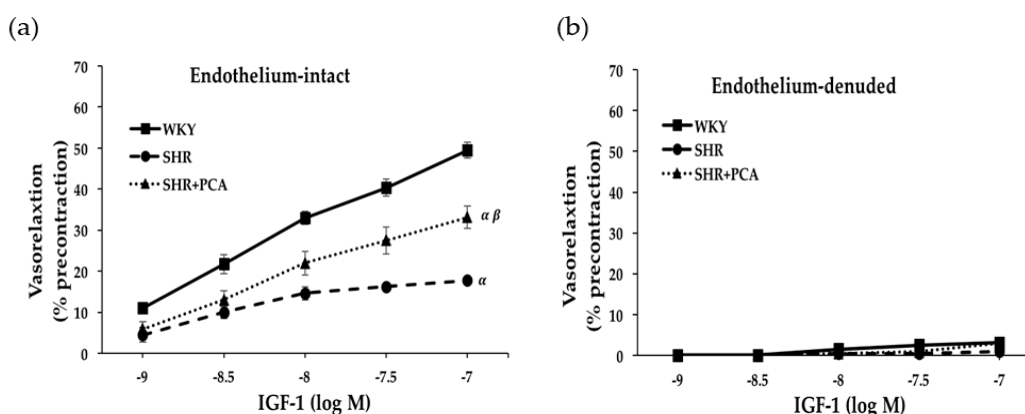 (a)
Endothelium-intact
WKY
SHR
SHR+PCA
70
60
50
40
30
20
10
0
Vasorelaxtion
(% precontraction)
α β
α
-9 -8.5 -8 -7.5 -7
IGF-1 (log M)
(b)
Endothelium-denuded
WKY
SHR
SHR+PCA
70
60
50
40
30
20
10
0
Vasorelaxtion
(% precontraction)
-9 -8.5 -8 -7.5 -7
IGF-1 (log M)